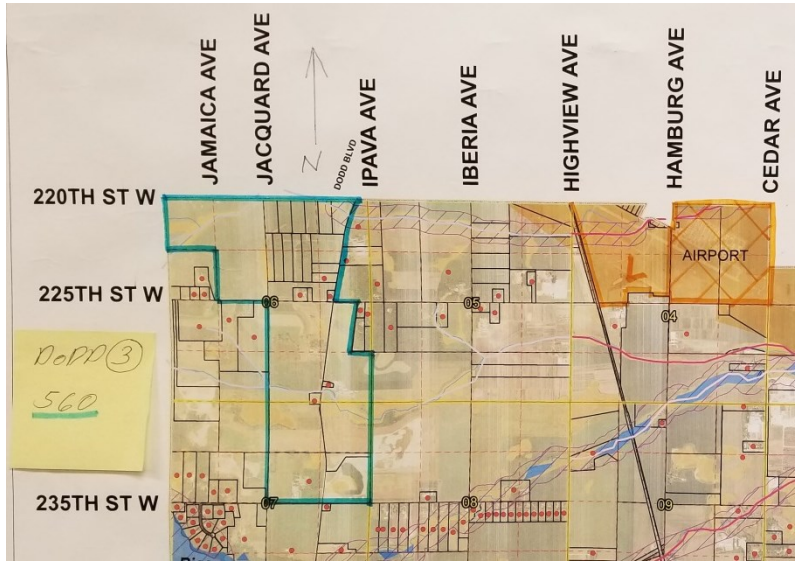 JAMAICA AVE
JACQUARD AVE
N
DODD BLVD
IPAVA AVE
IBERIA AVE
HIGHVIEW AVE
HAMBURG AVE
CEDAR AVE
220TH ST W
AIRPORT
225TH ST W
06
05
04
DODD 3
560
235TH ST W
07
08
09